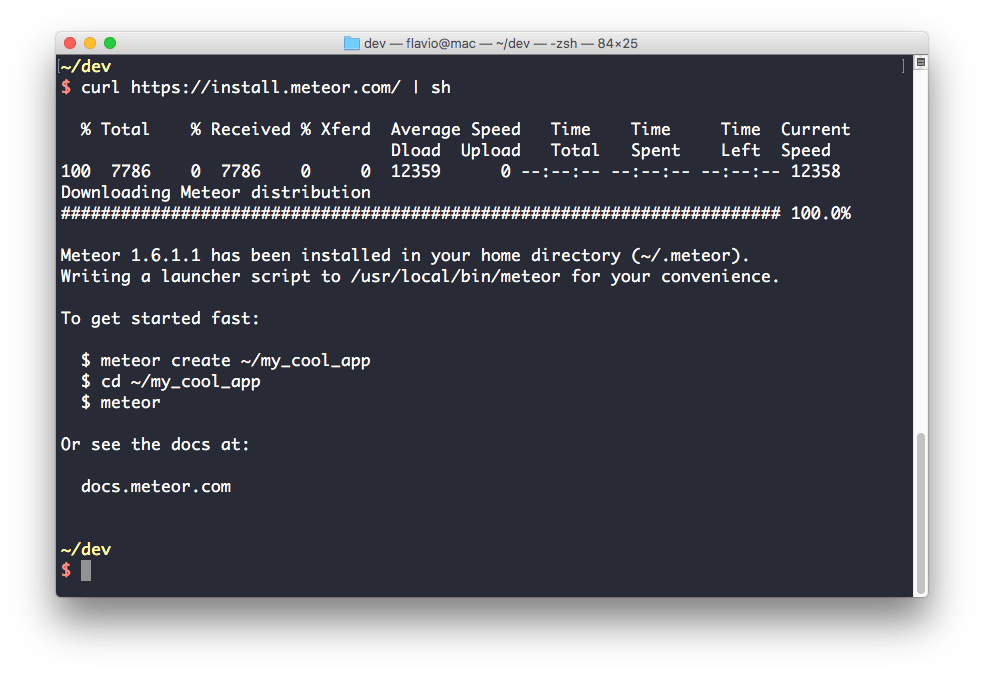 dev — flavio@mac — ~/dev — -zsh — 84×25
~/dev
$ curl https://install.meteor.com/ | sh
  % Total    % Received % Xferd  Average Speed   Time    Time     Time  Current
                                 Dload  Upload   Total   Spent    Left  Speed
100  7786    0  7786    0     0  12359      0 --:--:-- --:--:-- --:--:-- 12358
Downloading Meteor distribution
######################################################################## 100.0%
Meteor 1.6.1.1 has been installed in your home directory (~/.meteor).
Writing a launcher script to /usr/local/bin/meteor for your convenience.
To get started fast:
  $ meteor create ~/my_cool_app
  $ cd ~/my_cool_app
  $ meteor
Or see the docs at:
  docs.meteor.com
~/dev
$